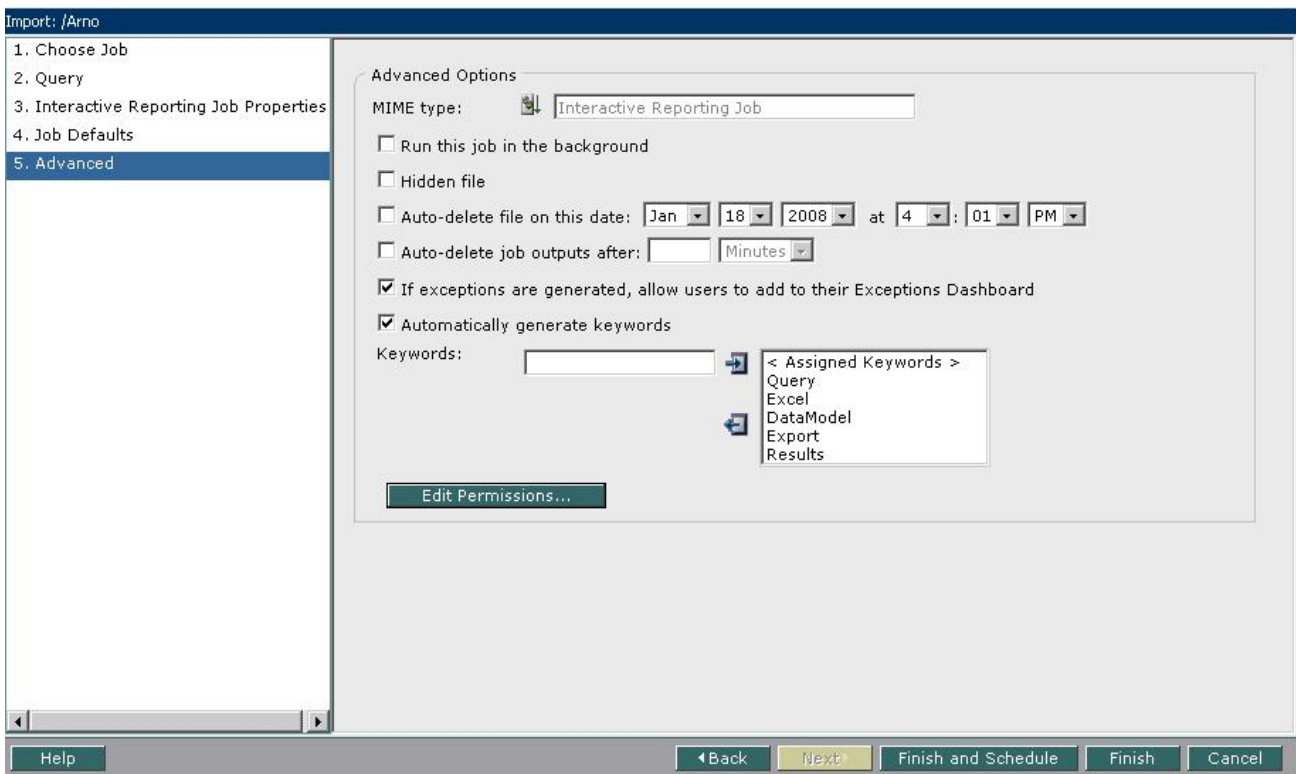 Import: /Arno
1. Choose Job
2. Query
3. Interactive Reporting Job Properties
4. Job Defaults
5. Advanced
Advanced Options
MIME type: Interactive Reporting Job
Run this job in the background
Hidden file
Auto-delete file on this date: Jan 18 2008 at 4 : 01 PM
Auto-delete job outputs after: Minutes
If exceptions are generated, allow users to add to their Exceptions Dashboard
Automatically generate keywords
Keywords:
< Assigned Keywords >
Query
Excel
DataModel
Export
Results
Edit Permissions...
Help Back Next Finish and Schedule Finish Cancel